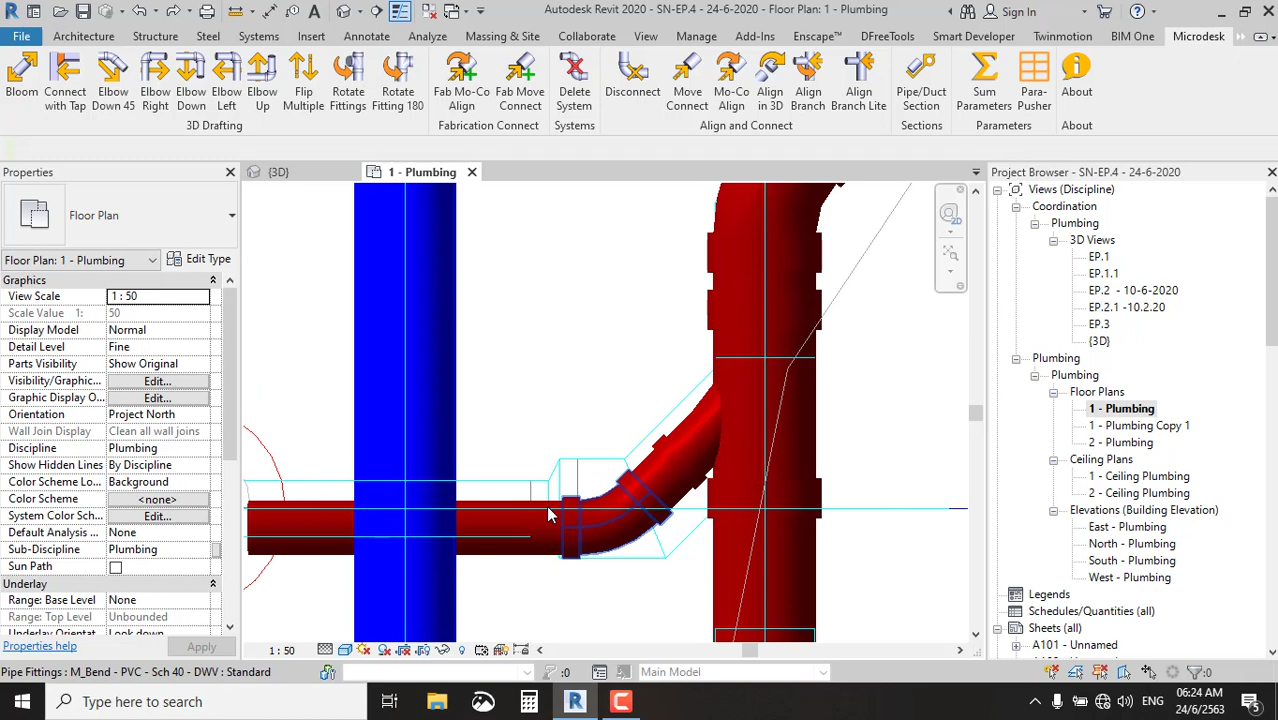 Autodesk Revit 2020 - SN-EP.4 - 24-6-2020 - Floor Plan: 1 - Plumbing
Sign In
File Architecture Structure Steel Systems Insert Annotate Analyze Massing & Site Collaborate View Manage Add-Ins Enscape™ DFreeTools Smart Developer Twinmotion BIM One Microdesk
Bloom Connect Elbow Elbow Elbow Elbow Elbow Flip Rotate Rotate Fab Mo-Co Fab Move Delete Disconnect Move Mo-Co Align Align Align Pipe/Duct Sum Para- About
with Tap Down 45 Right Down Left Up Multiple Fittings Fitting 180 Align Connect System Connect Align in 3D Branch Branch Lite Section Parameters Pusher
3D Drafting Fabrication Connect Systems Align and Connect Sections Parameters About
Properties
Floor Plan
Floor Plan: 1 - Plumbing Edit Type
Graphics
View Scale 1 : 50
Scale Value 1: 50
Display Model Normal
Detail Level Fine
Parts Visibility Show Original
Visibility/Graphic... Edit...
Graphic Display O... Edit...
Orientation Project North
Wall Join Display Clean all wall joins
Discipline Plumbing
Show Hidden Lines By Discipline
Color Scheme Lo... Background
Color Scheme <none>
System Color Sch... Edit...
Default Analysis ... None
Sub-Discipline Plumbing
Sun Path
Underlay
Range: Base Level None
Range: Top Level Unbounded
Underlay Orientat... Look down
Properties help Apply
{3D} 1 - Plumbing
2D
1 : 50
Project Browser - SN-EP.4 - 24-6-2020
Views (Discipline)
Coordination
Plumbing
3D Views
EP.1
EP.1.1
EP.2 - 10-6-2020
EP.2.1 -10.2.20
EP.3
{3D}
Plumbing
Plumbing
Floor Plans
1 - Plumbing
1 - Plumbing Copy 1
2 - Plumbing
Ceiling Plans
1 - Ceiling Plumbing
2 - Ceiling Plumbing
Elevations (Building Elevation)
East - Plumbing
North - Plumbing
South - Plumbing
West - Plumbing
Legends
Schedules/Quantities (all)
Sheets (all)
A101 - Unnamed
Pipe Fittings : M_Bend - PVC - Sch 40 - DWV : Standard :0 Main Model :0
Type here to search
ENG
06:24 AM
24/6/2563
5